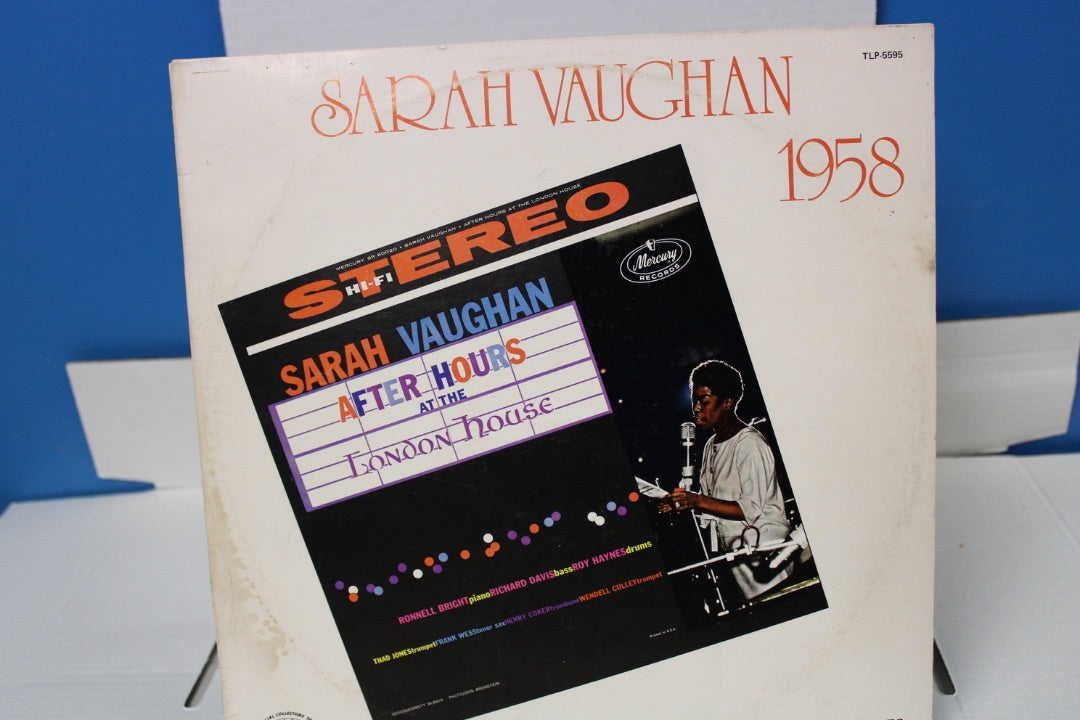 TLP-5595
SARAH VAUGHAN
1958
MERCURY SR 60020 • SARAH VAUGHAN • AFTER HOURS AT THE LONDON HOUSE
STEREO
HI-FI
Mercury
RECORDS
SARAH VAUGHAN
AFTER HOURS
AT THE
LONDON HOUSE
RONNELL BRIGHTpianoRICHARD DAVISbassROY HAYNESdrums
THAD JONEStrumpetFRANK WESStenor saxHENRY COKERtromboneWENDELL CULLEYtrumpet
Printed in U.S.A.